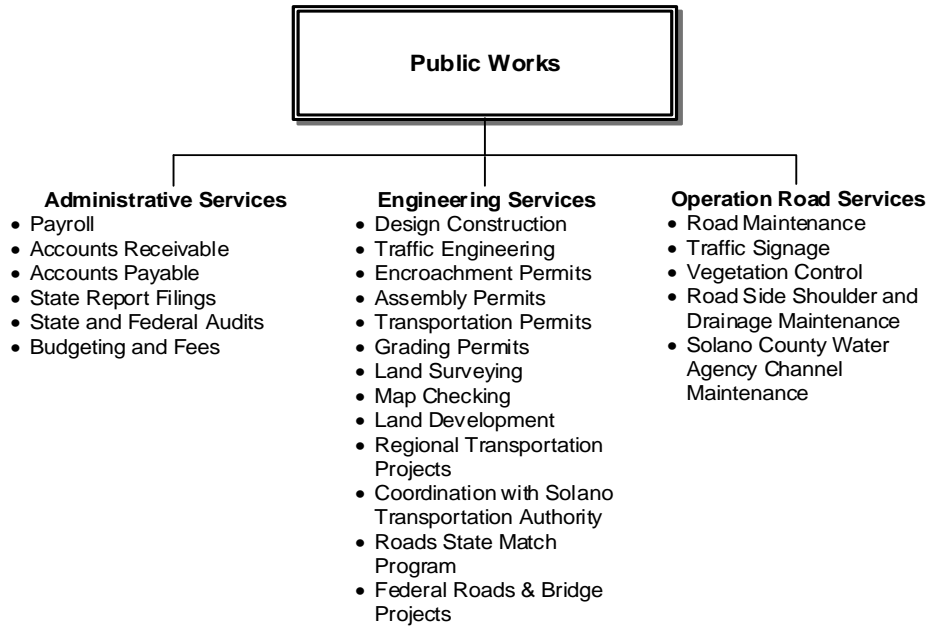 Public Works
Administrative Services
• Payroll
• Accounts Receivable
• Accounts Payable
• State Report Filings
• State and Federal Audits
• Budgeting and Fees
Engineering Services
• Design Construction
• Traffic Engineering
• Encroachment Permits
• Assembly Permits
• Transportation Permits
• Grading Permits
• Land Surveying
• Map Checking
• Land Development
• Regional Transportation
Projects
• Coordination with Solano
Transportation Authority
• Roads State Match
Program
• Federal Roads & Bridge
Projects
Operation Road Services
• Road Maintenance
• Traffic Signage
• Vegetation Control
• Road Side Shoulder and
Drainage Maintenance
• Solano County Water
Agency Channel
Maintenance